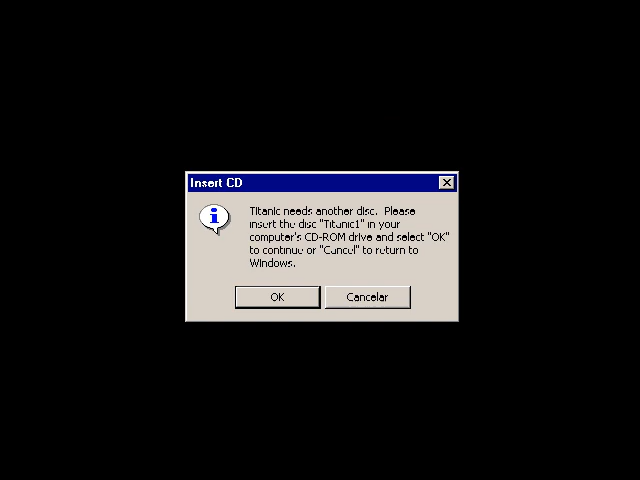 Insert CD
Titanic needs another disc. Please
insert the disc "Titanic1" in your
computer's CD-ROM drive and select "OK"
to continue or "Cancel" to return to
Windows.
OK
Cancelar